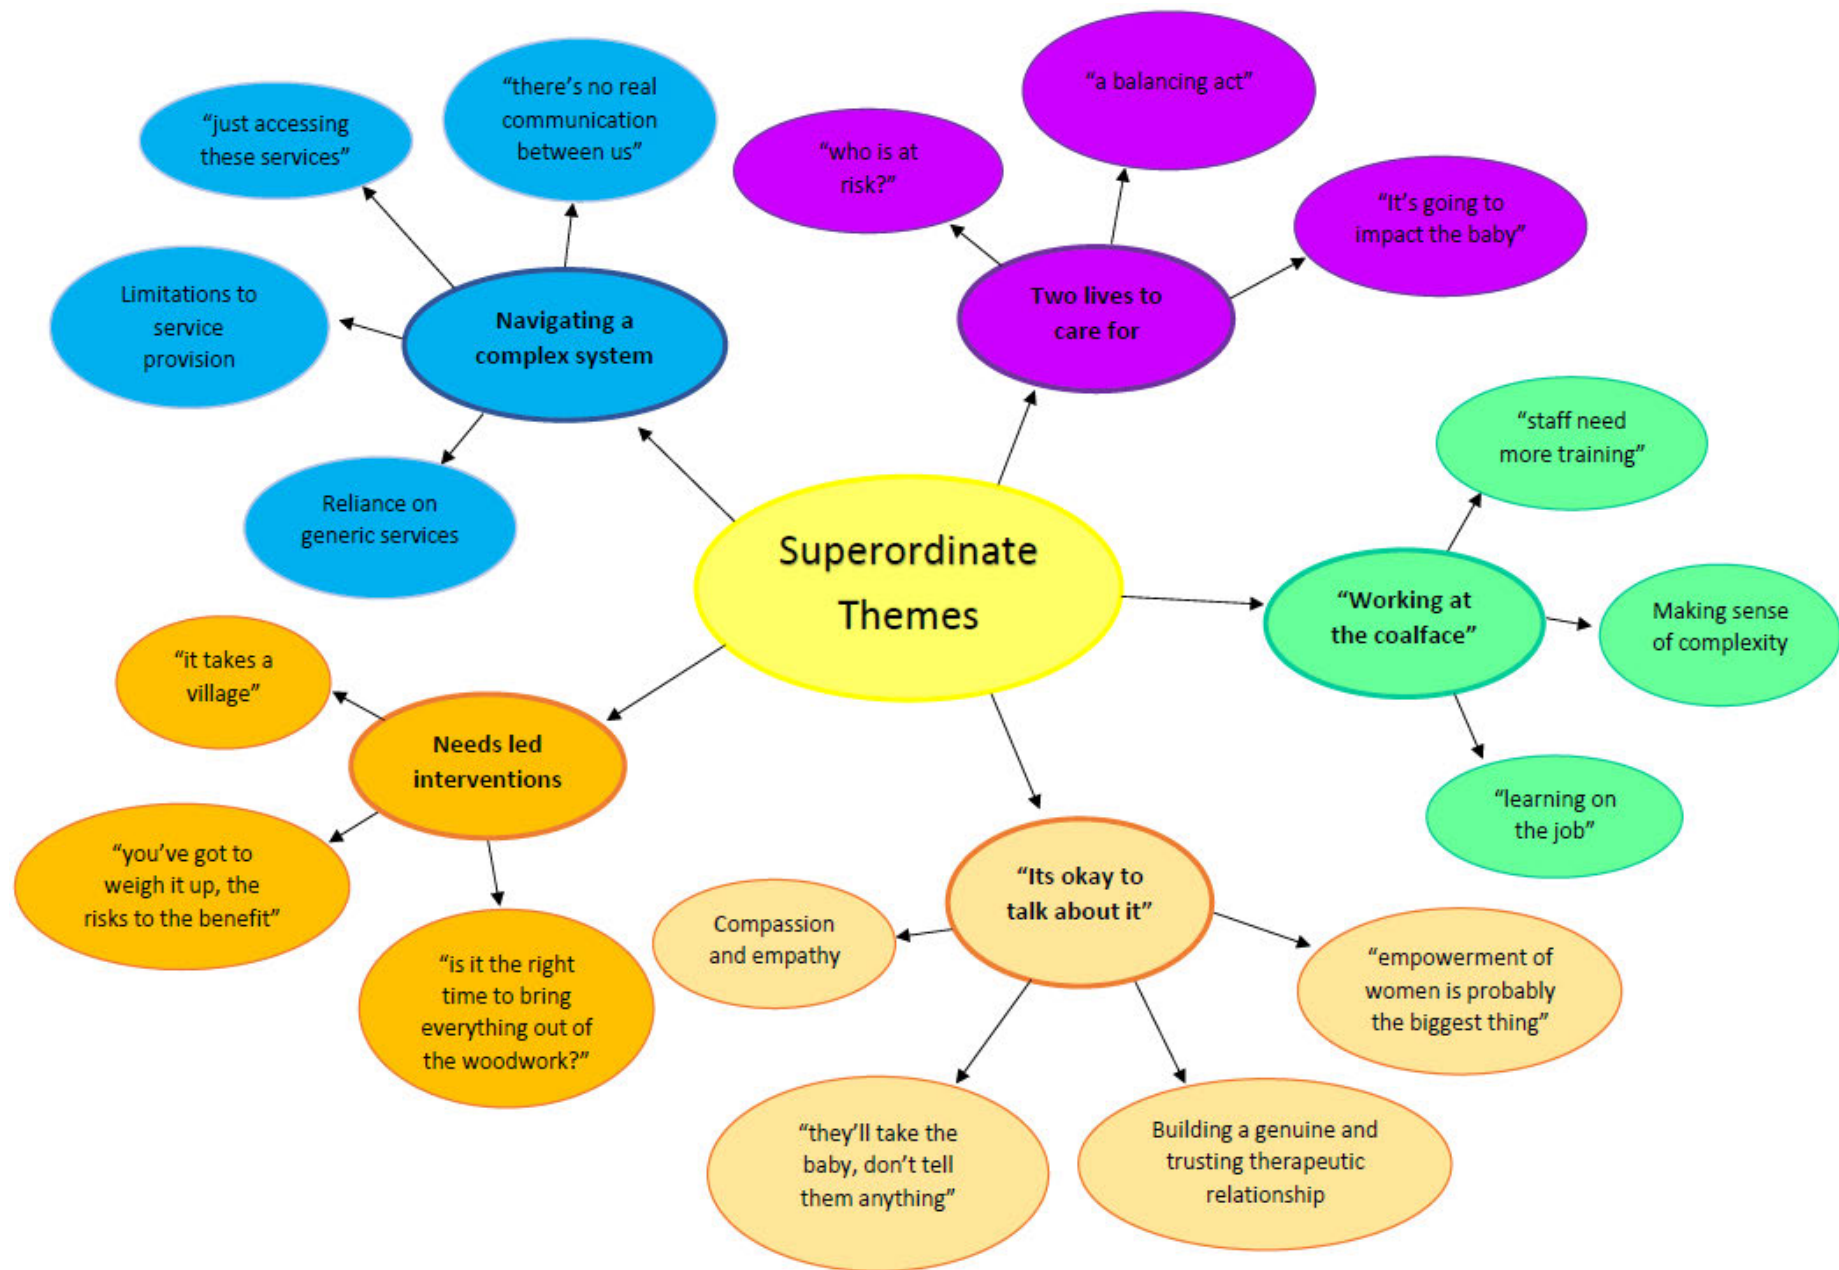 “there’s no real
communication
between us”
“just accessing
these services”
Limitations to
service
provision
Navigating a
complex system
Reliance on
generic services
“a balancing act”
“who is at
risk?”
“It’s going to
impact the baby”
Two lives to
care for
Superordinate
Themes
“staff need
more training”
“Working at
the coalface”
Making sense
of complexity
“learning on
the job”
“it takes a
village”
Needs led
interventions
“you’ve got to
weigh it up, the
risks to the benefit”
“is it the right
time to bring
everything out of
the woodwork?”
“Its okay to
talk about it”
Compassion
and empathy
“empowerment of
women is probably
the biggest thing”
“they’ll take the
baby, don’t tell
them anything”
Building a genuine and
trusting therapeutic
relationship